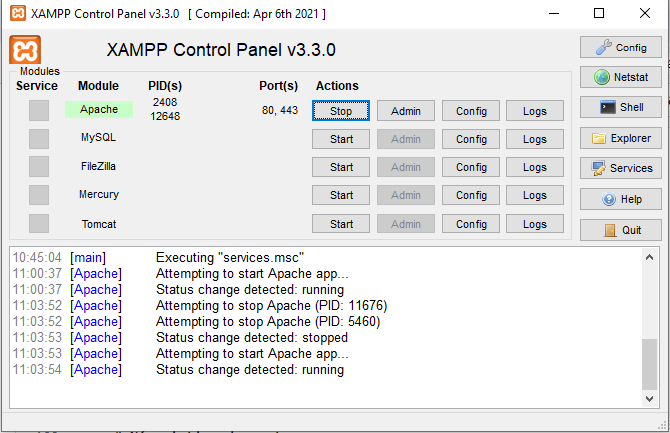 XAMPP Control Panel v3.3.0 [ Compiled: Apr 6th 2021 ]
XAMPP Control Panel v3.3.0
Config
Modules
Service Module PID(s) Port(s) Actions
Netstat
Apache 2408 12648 80, 443 Stop Admin Config Logs
Shell
MySQL Start Admin Config Logs
Explorer
FileZilla Start Admin Config Logs
Services
Mercury Start Admin Config Logs
Help
Tomcat Start Admin Config Logs
Quit
10:45:04 [main] Executing "services.msc"
11:00:37 [Apache] Attempting to start Apache app...
11:00:37 [Apache] Status change detected: running
11:03:52 [Apache] Attempting to stop Apache (PID: 11676)
11:03:52 [Apache] Attempting to stop Apache (PID: 5460)
11:03:53 [Apache] Status change detected: stopped
11:03:53 [Apache] Attempting to start Apache app...
11:03:54 [Apache] Status change detected: running